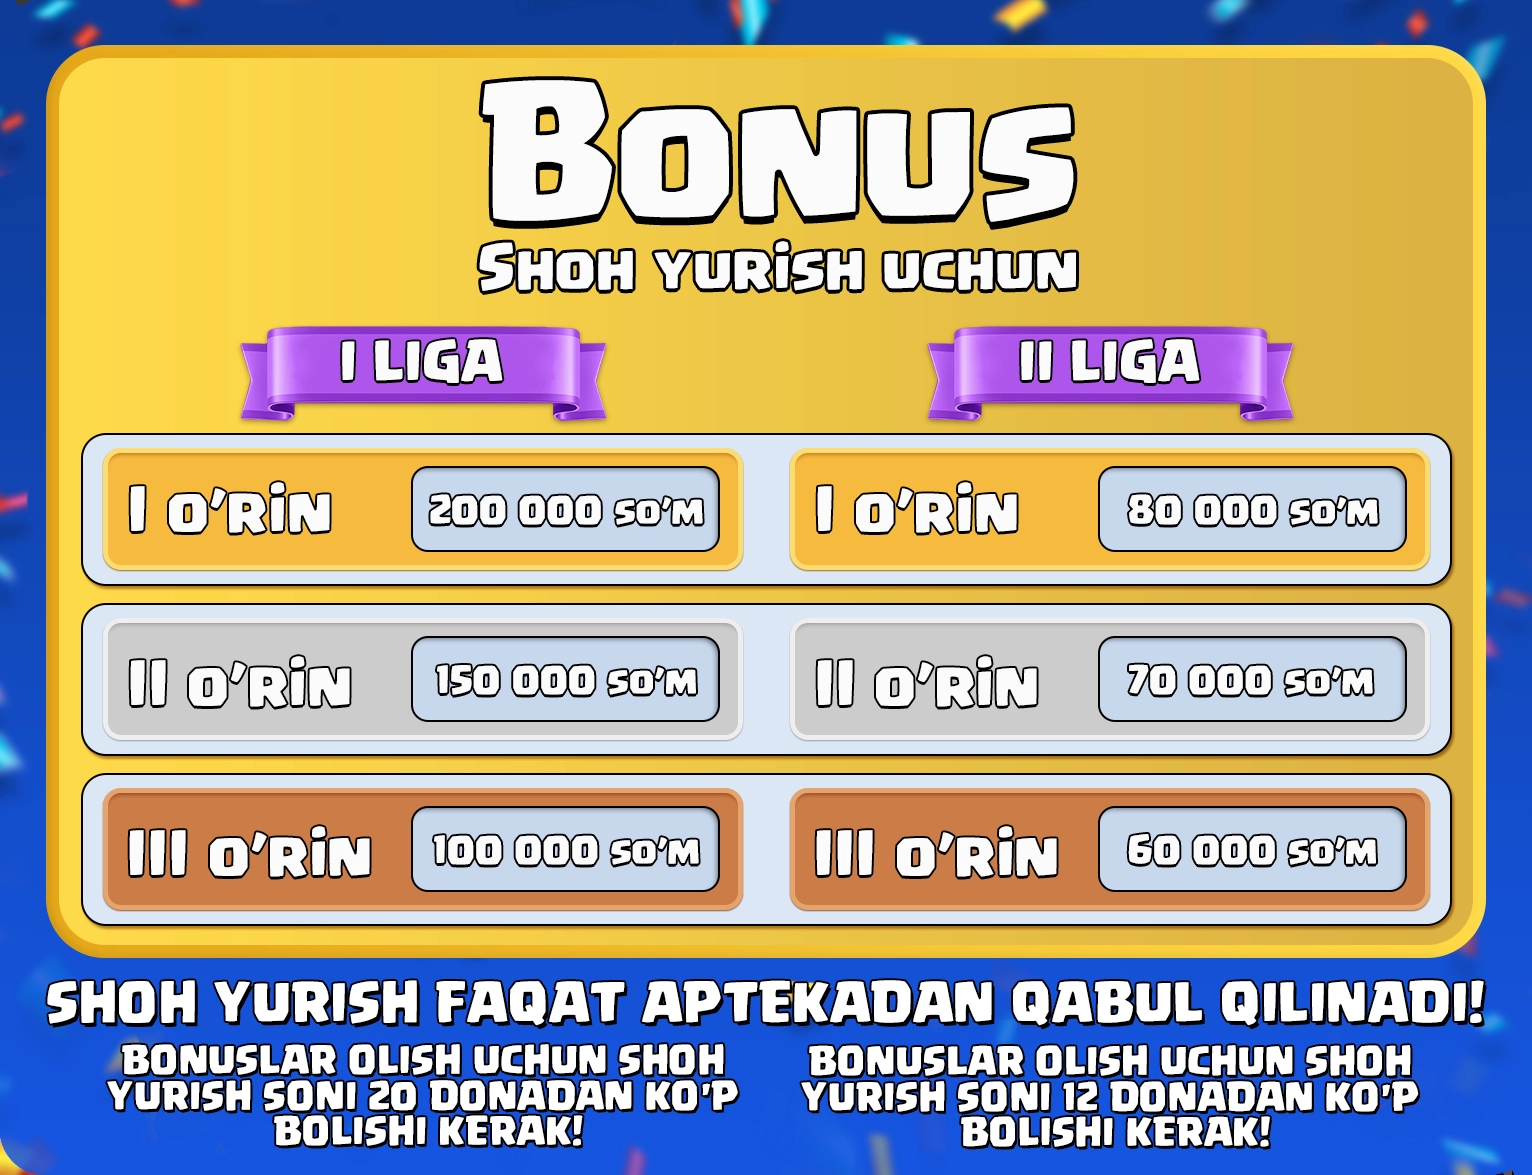 Bonus
Shoh yurish uchun
I LIGA
II LIGA
I o'rin
200 000 so'm
I o'rin
80 000 so'm
II o'rin
150 000 so'm
II o'rin
70 000 so'm
III o'rin
100 000 so'm
III o'rin
60 000 so'm
SHOH YURISH FAQAT APTEKADAN QABUL QILINADI!
BONUSLAR OLISH UCHUN SHOH
YURISH SONI 20 DONADAN KO'P
BOLISHI KERAK!
BONUSLAR OLISH UCHUN SHOH
YURISH SONI 12 DONADAN KO'P
BOLISHI KERAK!